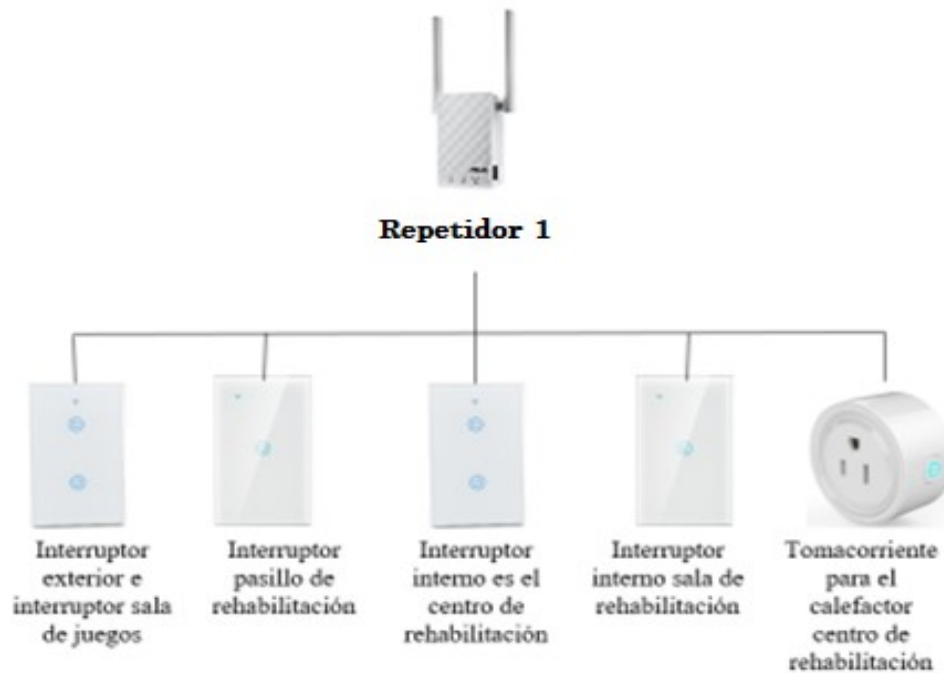 Repetidor 1
Interruptor
exterior e
interruptor sala
de juegos
Interruptor
pasillo de
rehabilitación
Interruptor
interno es el
centro de
rehabilitación
Interruptor
interno sala de
rehabilitación
Tomacorriente
para el
calefactor
centro de
rehabilitación